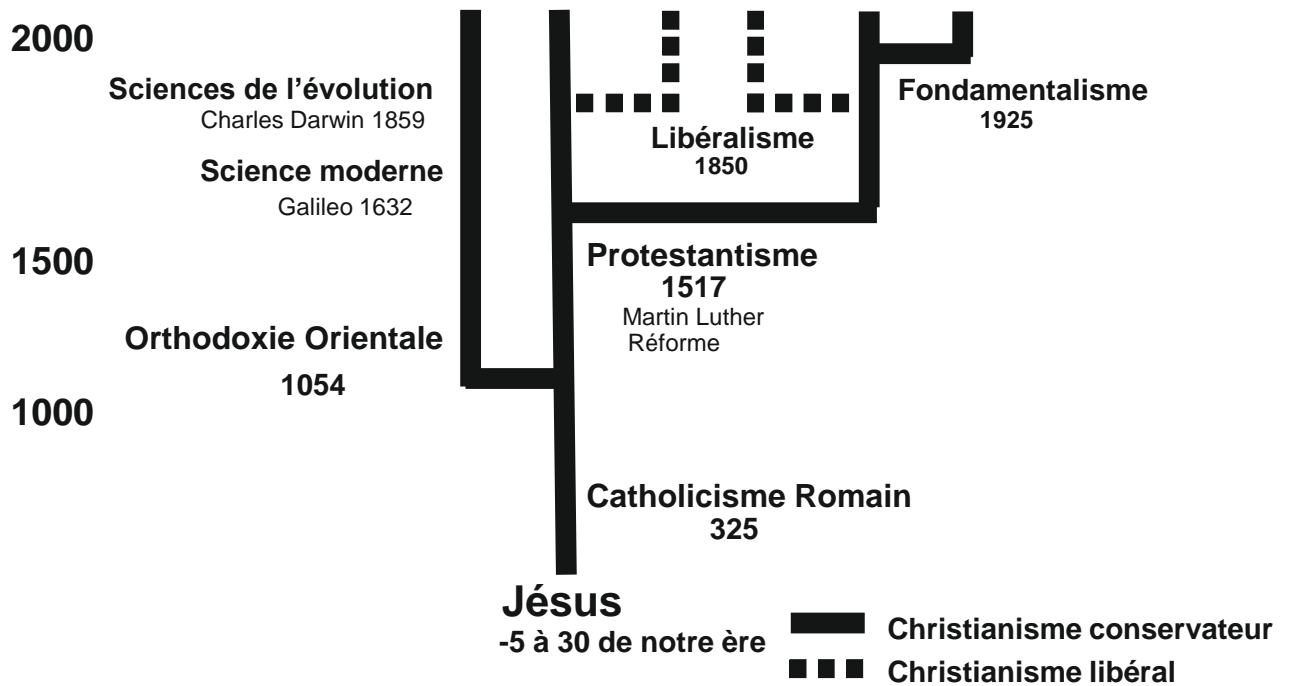 2000
Sciences de l'évolution
Charles Darwin 1859
Fondamentalisme
1925
Libéralisme
1850
Science moderne
Galileo 1632
1500
Protestantisme
1517
Martin Luther
Réforme
Orthodoxie Orientale
1054
1000
Catholicisme Romain
325
Jésus
-5 à 30 de notre ère
Christianisme conservateur
Christianisme libéral